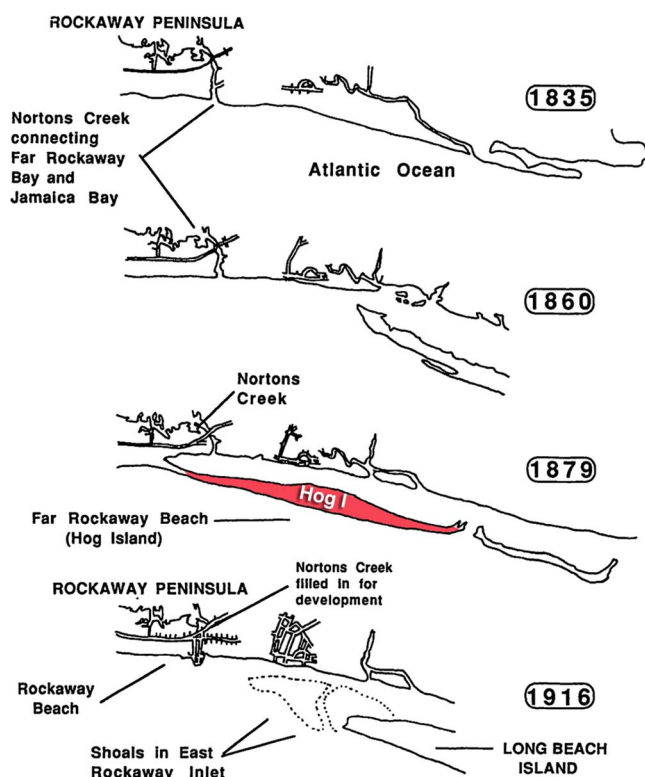 ROCKAWAY PENINSULA
1835
Nortons Creek
connecting
Far Rockaway
Bay and
Jamaica Bay
Atlantic Ocean
1860
Nortons
Creek
1879
Hog I
Far Rockaway Beach
(Hog Island)
Nortons Creek
filled in for
development
ROCKAWAY PENINSULA
Rockaway
Beach
1916
Shoals in East
Rockaway Inlet
LONG BEACH
ISLAND